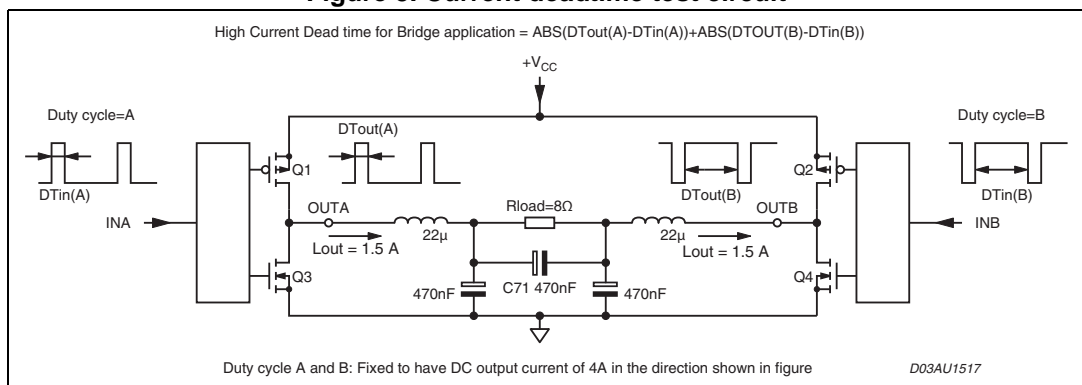 Figure 3. Current deadtime test circuit
High Current Dead time for Bridge application = ABS(DTout(A)-DTin(A))+ABS(DTOUT(B)-DTin(B))
+VCC
Duty cycle=A
DTout(A)
Duty cycle=B
Q1
Q2
DTin(A)
DTout(B)
DTin(B)
INA
OUTA
Rload=8Ω
OUTB
INB
22μ
22μ
Lout = 1.5 A
Lout = 1.5 A
Q3
Q4
470nF
C71 470nF
470nF
Duty cycle A and B: Fixed to have DC output current of 4A in the direction shown in figure
D03AU1517